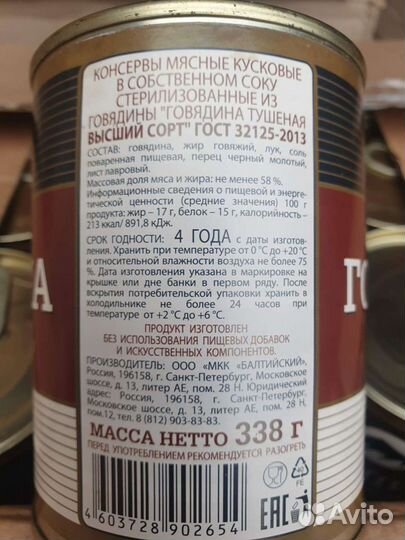 КОНСЕРВЫ МЯСНЫЕ КУСКОВЫЕ
В СОБСТВЕННОМ СОКУ
СТЕРИЛИЗОВАННЫЕ ИЗ
ГОВЯДИНЫ "ГОВЯДИНА ТУШЕНАЯ
ВЫСШИЙ СОРТ" ГОСТ 32125-2013
СОСТАВ: говядина, жир говяжий, лук, соль
поваренная пищевая, перец черный молотый,
лист лавровый.
Массовая доля мяса и жира: не менее 58 %.
Информационные сведения о пищевой и энерге-
тической ценности (средние значения) 100 г
продукта: жир – 17 г, белок – 15 г, калорийность –
213 ккал/ 891,8 кДж.
СРОК ГОДНОСТИ: 4 ГОДА с даты изготов-
ления. Хранить при температуре от 0 °С до +20 °С
и относительной влажности воздуха не более 75
%. Дата изготовления указана в маркировке на
крышке или дне банки в первом ряду. После
вскрытия потребительской упаковки хранить в
холодильнике не более 24 часов при
температуре от +2 °С до +6 °С.
ПРОДУКТ ИЗГОТОВЛЕН
БЕЗ ИСПОЛЬЗОВАНИЯ ПИЩЕВЫХ ДОБАВОК
И ИСКУССТВЕННЫХ КОМПОНЕНТОВ.
ПРОИЗВОДИТЕЛЬ: ООО «МКК «БАЛТИЙСКИЙ»,
Россия, 196158, г. Санкт-Петербург, Московское
шоссе, д. 13, литер АЕ, пом. 28 Н. Юридический
адрес: Россия, 196158, г. Санкт-Петербург,
Московское шоссе, д. 13, литер АЕ, пом. 28 Н,
пом.12, тел. 8 (812) 903-83-83.
МАССА НЕТТО 338 Г
ПЕРЕД УПОТРЕБЛЕНИЕМ РЕКОМЕНДУЕТСЯ РАЗОГРЕТЬ
4 603728 902654
EAC
40
FE
А
Г
Avito